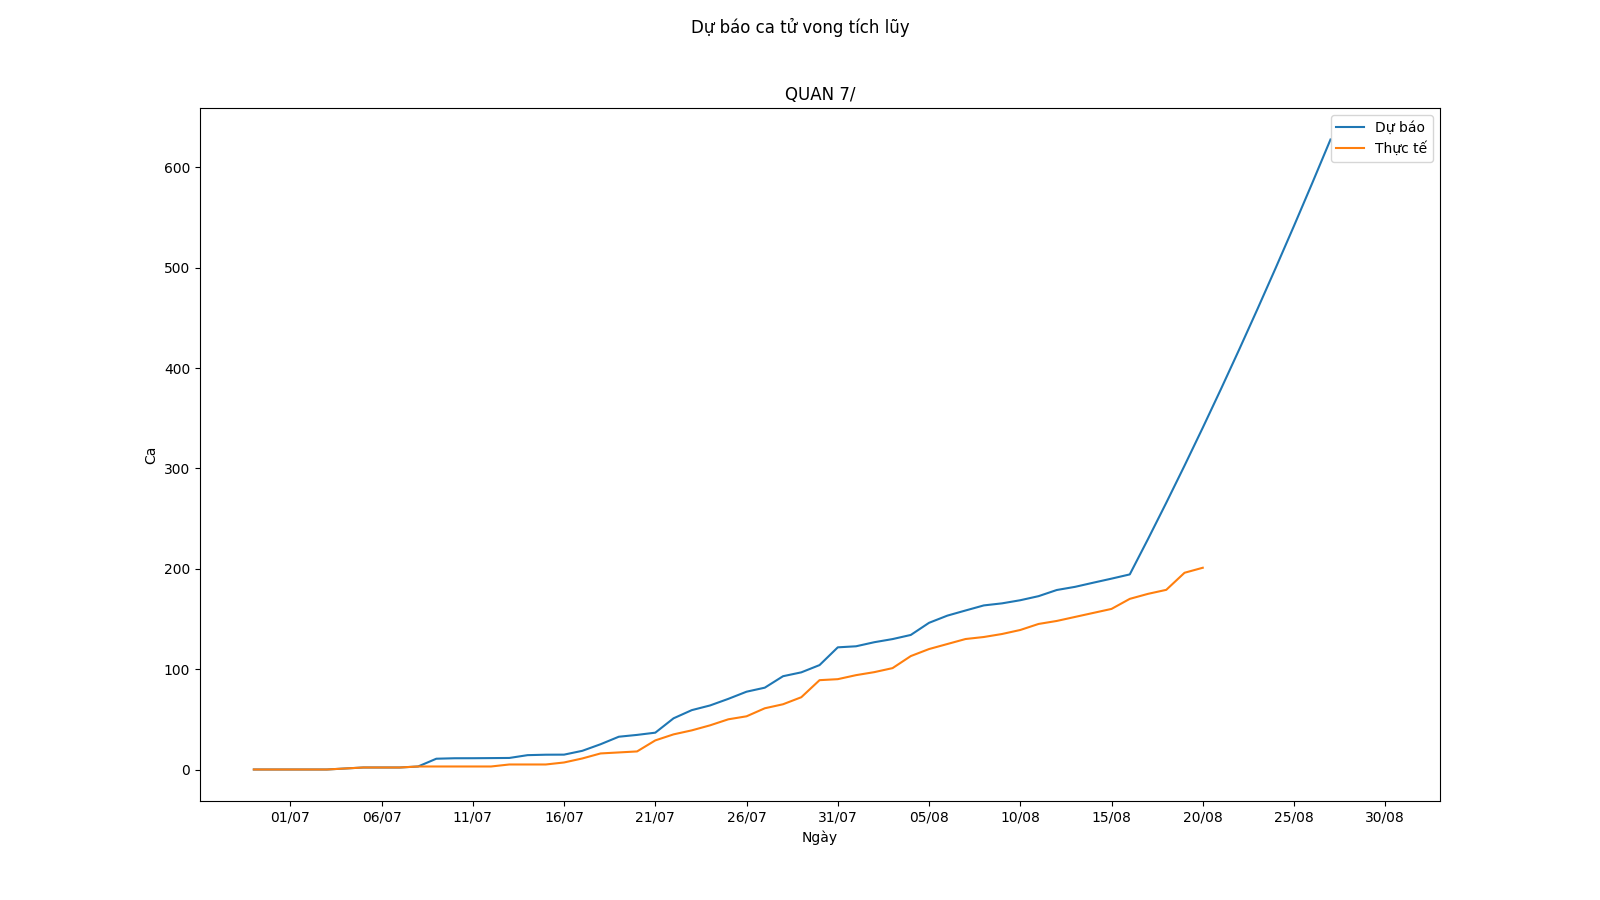 Dự báo ca tử vong tích lũy
QUAN 7/
Dự báo
Thực tế
600
500
400
300
200
100
0
Ca
01/07 06/07 11/07 16/07 21/07 26/07 31/07 05/08 10/08 15/08 20/08 25/08 30/08
Ngày